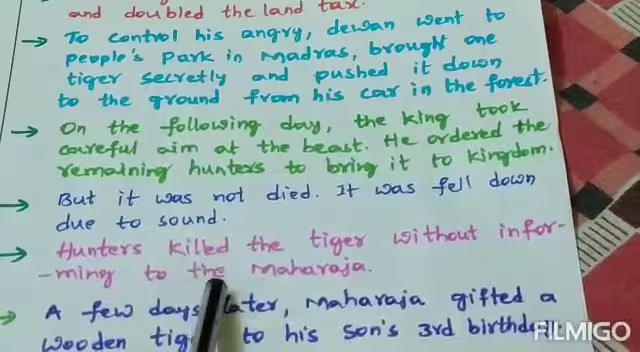 and doubled the land tax.
→ To control his angry, dewan went to
people's Park in Madras, brought one
tiger secretly and pushed it down
to the ground from his car in the forest.
→ On the following day, the king took
careful aim at the beast. He ordered the
remaining hunters to bring it to kingdom.
→ But it was not died. It was fell down
due to sound.
→ Hunters killed the tiger without infor-
-ming to the Maharaja.
→ A few days later, Maharaja gifted a
wooden to his son's 3rd
FILMIGO